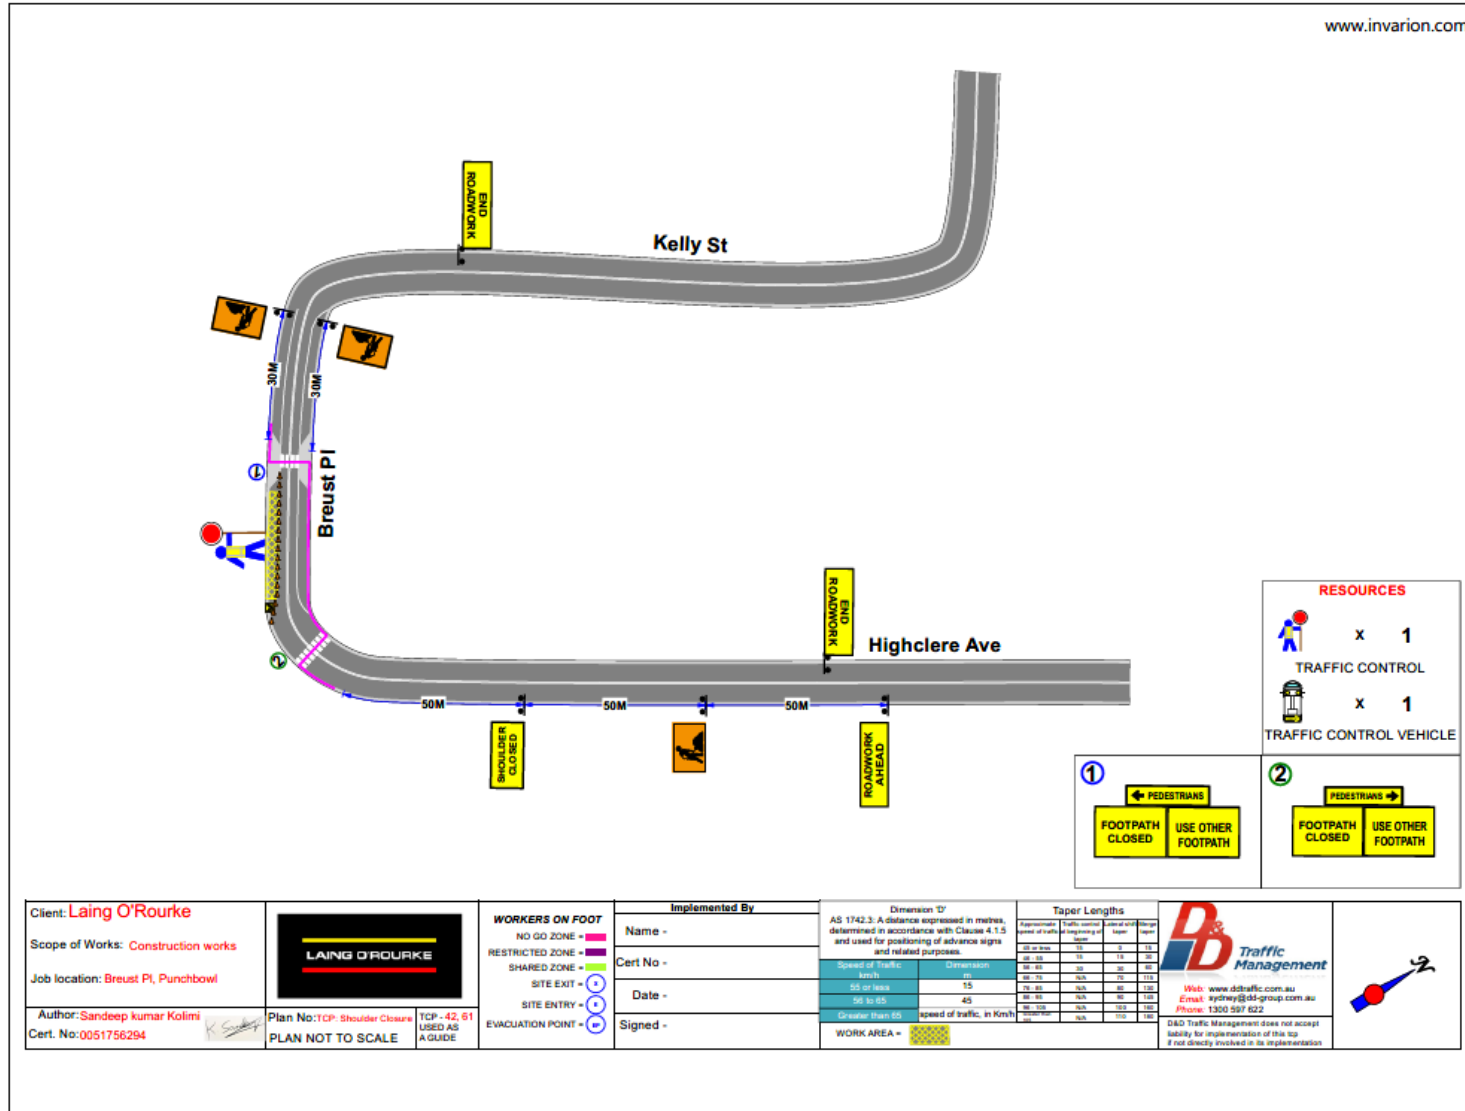 www.invarion.com
END
ROADWORK
Kelly St
30M
30M
1
Breust Pl
2
END
ROADWORK
Highclere Ave
50M
50M
50M
SHOULDER
CLOSED
ROADWORK
AHEAD
RESOURCES
x 1
TRAFFIC CONTROL
x 1
TRAFFIC CONTROL VEHICLE
1
PEDESTRIANS
FOOTPATH
CLOSED
USE OTHER
FOOTPATH
2
PEDESTRIANS
FOOTPATH
CLOSED
USE OTHER
FOOTPATH
Client: Laing O'Rourke
Scope of Works: Construction works
Job location: Breust Pl, Punchbowl
Author: Sandeep kumar Kolimi
Cert. No: 0051756294
LAING O'ROURKE
Plan No: TCP: Shoulder Closure
PLAN NOT TO SCALE
TCP - 42, 61
USED AS
A GUIDE
WORKERS ON FOOT
NO GO ZONE =
RESTRICTED ZONE =
SHARED ZONE =
SITE EXIT =
SITE ENTRY =
EVACUATION POINT =
Implemented By
Name -
Cert No -
Date -
Signed -
Dimension 'D'
AS 1742.3: A distance expressed in metres,
determined in accordance with Clause 4.1.5
and used for positioning of advance signs
and related purposes.
Speed of Traffic km/h Dimension m
55 or less 15
56 to 65 45
Greater than 65 speed of traffic, in Km/h
WORK AREA =
Taper Lengths
D&D
Traffic
Management
Web: www.ddtraffic.com.au
Email: sydney@dd-group.com.au
Phone: 1300 597 622
D&D Traffic Management does not accept
liability for implementation of this tcp
if not directly involved in its implementation